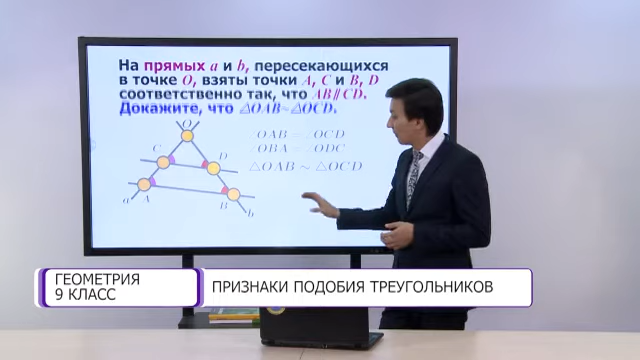 На прямых a и b, пересекающихся
в точке O, взяты точки A, C и B, D
соответственно так, что AB∥CD.
Докажите, что △OAB~△OCD.
O
C
D
A
B
a
b
∠OAB = ∠OCD
∠OBA = ∠ODC
△OAB ~ △OCD
ГЕОМЕТРИЯ
9 КЛАСС
ПРИЗНАКИ ПОДОБИЯ ТРЕУГОЛЬНИКОВ